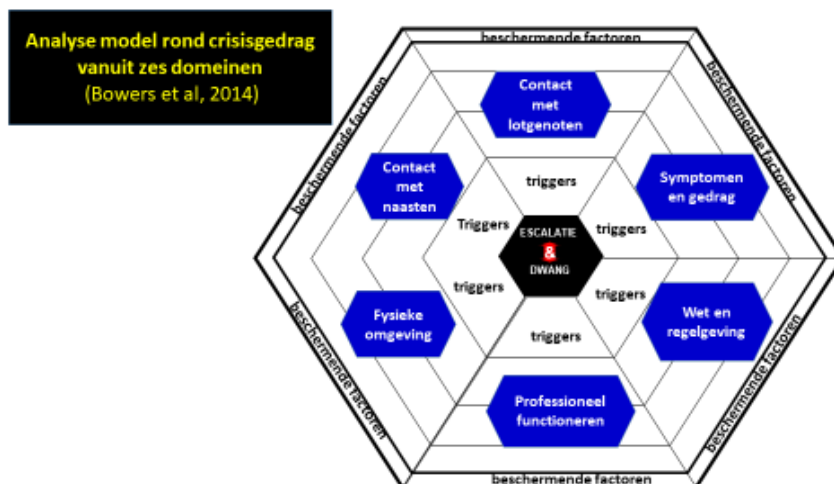 Analyse model rond crisisgedrag
vanuit zes domeinen
(Bowers et al, 2014)
beschermende factoren
beschermende factoren
beschermende factoren
Contact
met
lotgenoten
Contact
met
naasten
Symptomen
en gedrag
triggers
Triggers
triggers
ESCALATIE
&
DWANG
triggers
triggers
triggers
Fysieke
omgeving
Wet en
regelgeving
Professioneel
functioneren
beschermende factoren
beschermende factoren
beschermende factoren